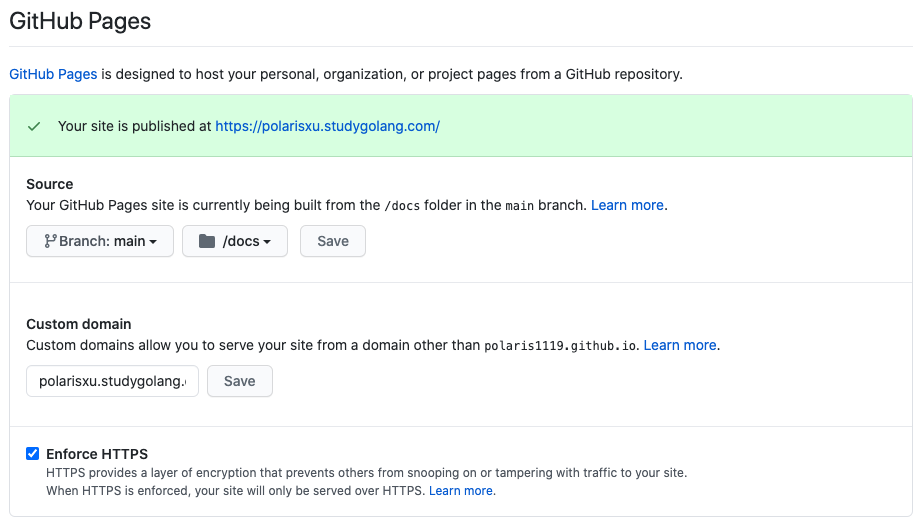 GitHub Pages
GitHub Pages is designed to host your personal, organization, or project pages from a GitHub repository.
Your site is published at https://polarisxu.studygolang.com/
Source
Your GitHub Pages site is currently being built from the /docs folder in the main branch. Learn more.
Branch: main /docs Save
Custom domain
Custom domains allow you to serve your site from a domain other than polaris1119.github.io. Learn more.
polarisxu.studygolang. Save
Enforce HTTPS
HTTPS provides a layer of encryption that prevents others from snooping on or tampering with traffic to your site.
When HTTPS is enforced, your site will only be served over HTTPS. Learn more.